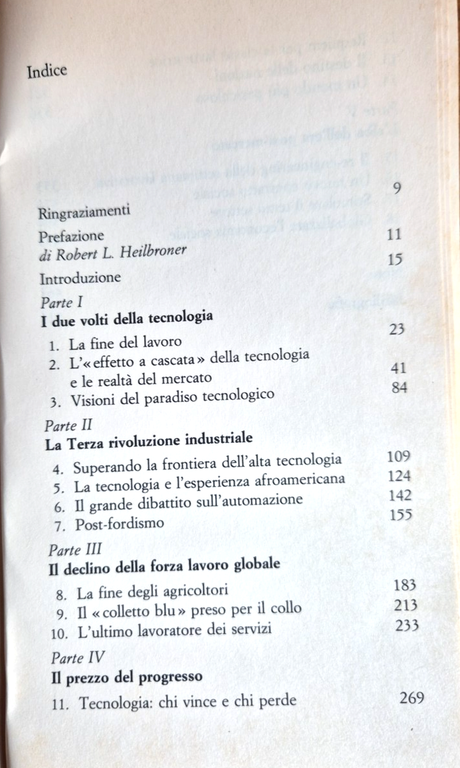 Indice
Ringraziamenti 9
Prefazione
di Robert L. Heilbroner 11
Introduzione 15
Parte I
I due volti della tecnologia
1. La fine del lavoro 23
2. L'«effetto a cascata» della tecnologia
e le realtà del mercato 41
3. Visioni del paradiso tecnologico 84
Parte II
La Terza rivoluzione industriale
4. Superando la frontiera dell'alta tecnologia 109
5. La tecnologia e l'esperienza afroamericana 124
6. Il grande dibattito sull'automazione 142
7. Post-fordismo 155
Parte III
Il declino della forza lavoro globale
8. La fine degli agricoltori 183
9. Il «colletto blu» preso per il collo 213
10. L'ultimo lavoratore dei servizi 233
Parte IV
Il prezzo del progresso
11. Tecnologia: chi vince e chi perde 269